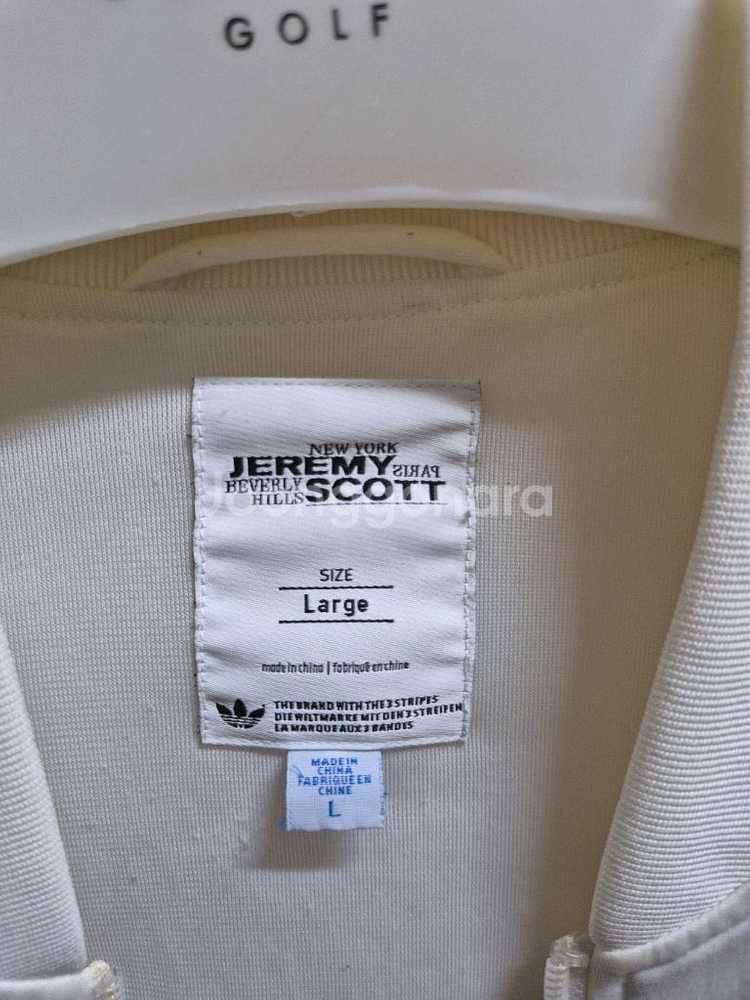 GOLF
NEW YORK
JEREMY PARIS
BEVERLY HILLS SCOTT
Joonggonara
SIZE
Large
made in china | fabriqué en chine
THE BRAND WITH THE 3 STRIPES
DIE WELTMARKE MIT DEN 3 STREIFEN
LA MARQUE AUX 3 BANDES
MADE IN
CHINA
FABRIQUE EN
CHINE
L